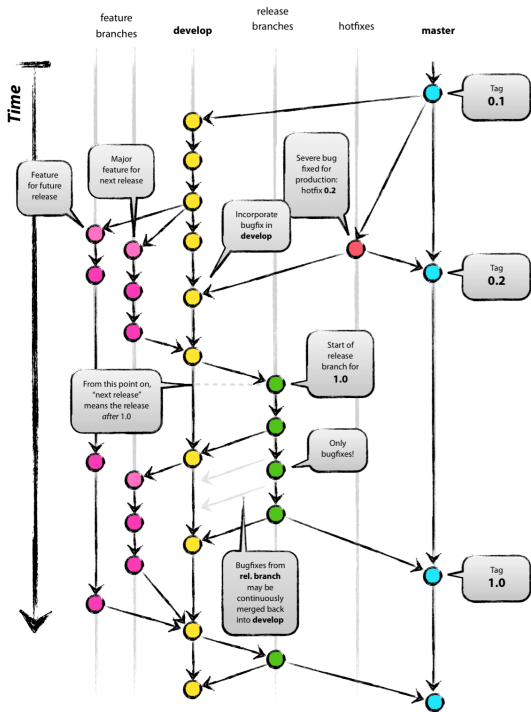 feature
branches
develop
release
branches
hotfixes
master
Time
Tag
0.1
Feature
for future
release
Major
feature for
next release
Severe bug
fixed for
production:
hotfix 0.2
Incorporate
bugfix in
develop
Tag
0.2
Start of
release
branch for
1.0
From this point on,
“next release”
means the release
after 1.0
Only
bugfixes!
Bugfixes from
rel. branch
may be
continuously
merged back
into develop
Tag
1.0